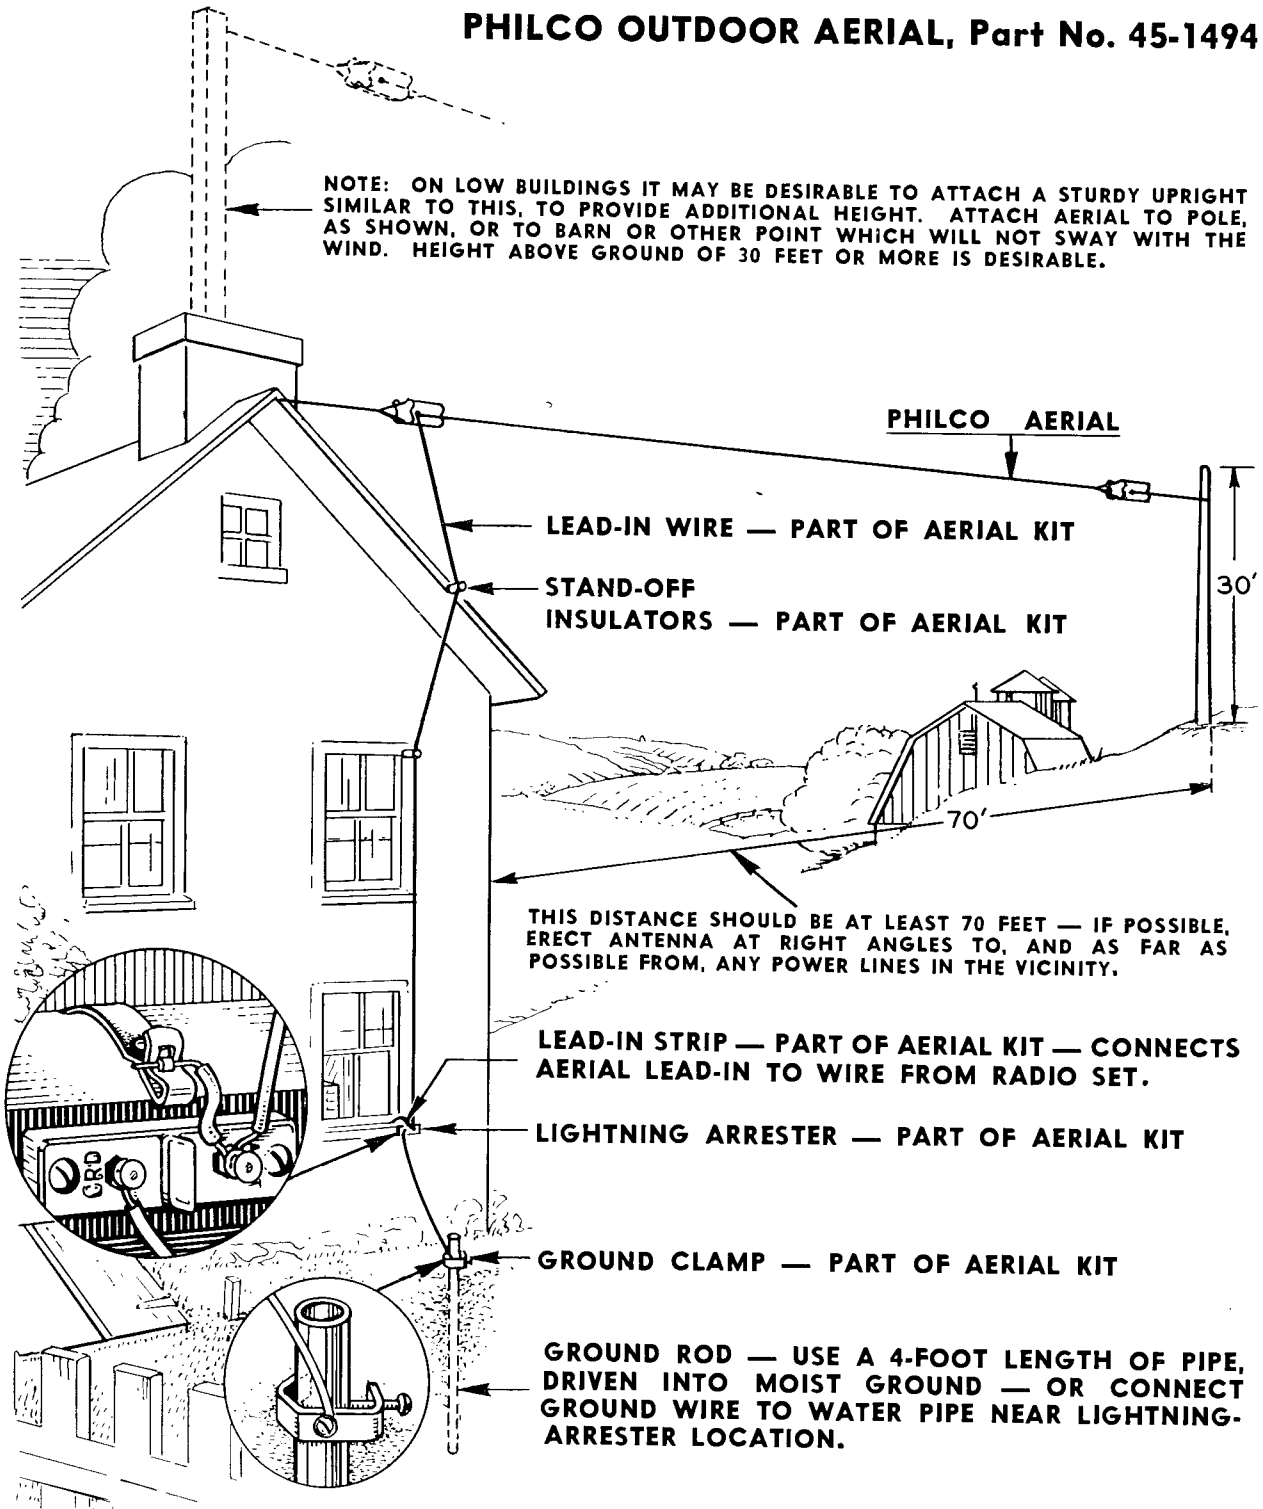 PHILCO OUTDOOR AERIAL, Part No. 45-1494
NOTE: ON LOW BUILDINGS IT MAY BE DESIRABLE TO ATTACH A STURDY UPRIGHT
SIMILAR TO THIS, TO PROVIDE ADDITIONAL HEIGHT. ATTACH AERIAL TO POLE,
AS SHOWN, OR TO BARN OR OTHER POINT WHICH WILL NOT SWAY WITH THE
WIND. HEIGHT ABOVE GROUND OF 30 FEET OR MORE IS DESIRABLE.
PHILCO AERIAL
LEAD-IN WIRE — PART OF AERIAL KIT
STAND-OFF
INSULATORS — PART OF AERIAL KIT
30'
70'
THIS DISTANCE SHOULD BE AT LEAST 70 FEET — IF POSSIBLE,
ERECT ANTENNA AT RIGHT ANGLES TO, AND AS FAR AS
POSSIBLE FROM, ANY POWER LINES IN THE VICINITY.
LEAD-IN STRIP — PART OF AERIAL KIT — CONNECTS
AERIAL LEAD-IN TO WIRE FROM RADIO SET.
LIGHTNING ARRESTER — PART OF AERIAL KIT
GRD
GROUND CLAMP — PART OF AERIAL KIT
GROUND ROD — USE A 4-FOOT LENGTH OF PIPE,
DRIVEN INTO MOIST GROUND — OR CONNECT
GROUND WIRE TO WATER PIPE NEAR LIGHTNING-
ARRESTER LOCATION.